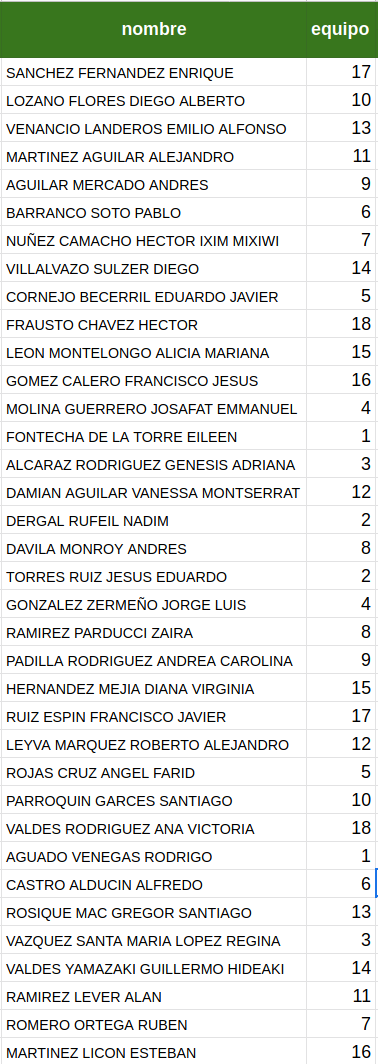 nombre equipo
SANCHEZ FERNANDEZ ENRIQUE 17
LOZANO FLORES DIEGO ALBERTO 10
VENANCIO LANDEROS EMILIO ALFONSO 13
MARTINEZ AGUILAR ALEJANDRO 11
AGUILAR MERCADO ANDRES 9
BARRANCO SOTO PABLO 6
NUÑEZ CAMACHO HECTOR IXIM MIXIWI 7
VILLALVAZO SULZER DIEGO 14
CORNEJO BECERRIL EDUARDO JAVIER 5
FRAUSTO CHAVEZ HECTOR 18
LEON MONTELONGO ALICIA MARIANA 15
GOMEZ CALERO FRANCISCO JESUS 16
MOLINA GUERRERO JOSAFAT EMMANUEL 4
FONTECHA DE LA TORRE EILEEN 1
ALCARAZ RODRIGUEZ GENESIS ADRIANA 3
DAMIAN AGUILAR VANESSA MONTSERRAT 12
DERGAL RUFEIL NADIM 2
DAVILA MONROY ANDRES 8
TORRES RUIZ JESUS EDUARDO 2
GONZALEZ ZERMEÑO JORGE LUIS 4
RAMIREZ PARDUCCI ZAIRA 8
PADILLA RODRIGUEZ ANDREA CAROLINA 9
HERNANDEZ MEJIA DIANA VIRGINIA 15
RUIZ ESPIN FRANCISCO JAVIER 17
LEYVA MARQUEZ ROBERTO ALEJANDRO 12
ROJAS CRUZ ANGEL FARID 5
PARROQUIN GARCES SANTIAGO 10
VALDES RODRIGUEZ ANA VICTORIA 18
AGUADO VENEGAS RODRIGO 1
CASTRO ALDUCIN ALFREDO 6
ROSIQUE MAC GREGOR SANTIAGO 13
VAZQUEZ SANTA MARIA LOPEZ REGINA 3
VALDES YAMAZAKI GUILLERMO HIDEAKI 14
RAMIREZ LEVER ALAN 11
ROMERO ORTEGA RUBEN 7
MARTINEZ LICON ESTEBAN 16